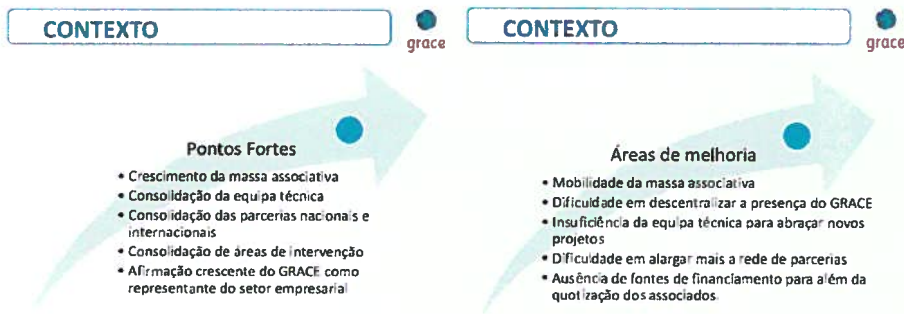 CONTEXTO
grace
Pontos Fortes
• Crescimento da massa associativa
• Consolidação da equipa técnica
• Consolidação das parcerias nacionais e
internacionais
• Consolidação de áreas de intervenção
• Afirmação crescente do GRACE como
representante do setor empresarial
CONTEXTO
grace
Áreas de melhoria
• Mobilidade da massa associativa
• Dificuldade em descentralizar a presença do GRACE
• Insuficiência da equipa técnica para abraçar novos
projetos
• Dificuldade em alargar mais a rede de parcerias
• Ausência de fontes de financiamento para além da
quotização dos associados